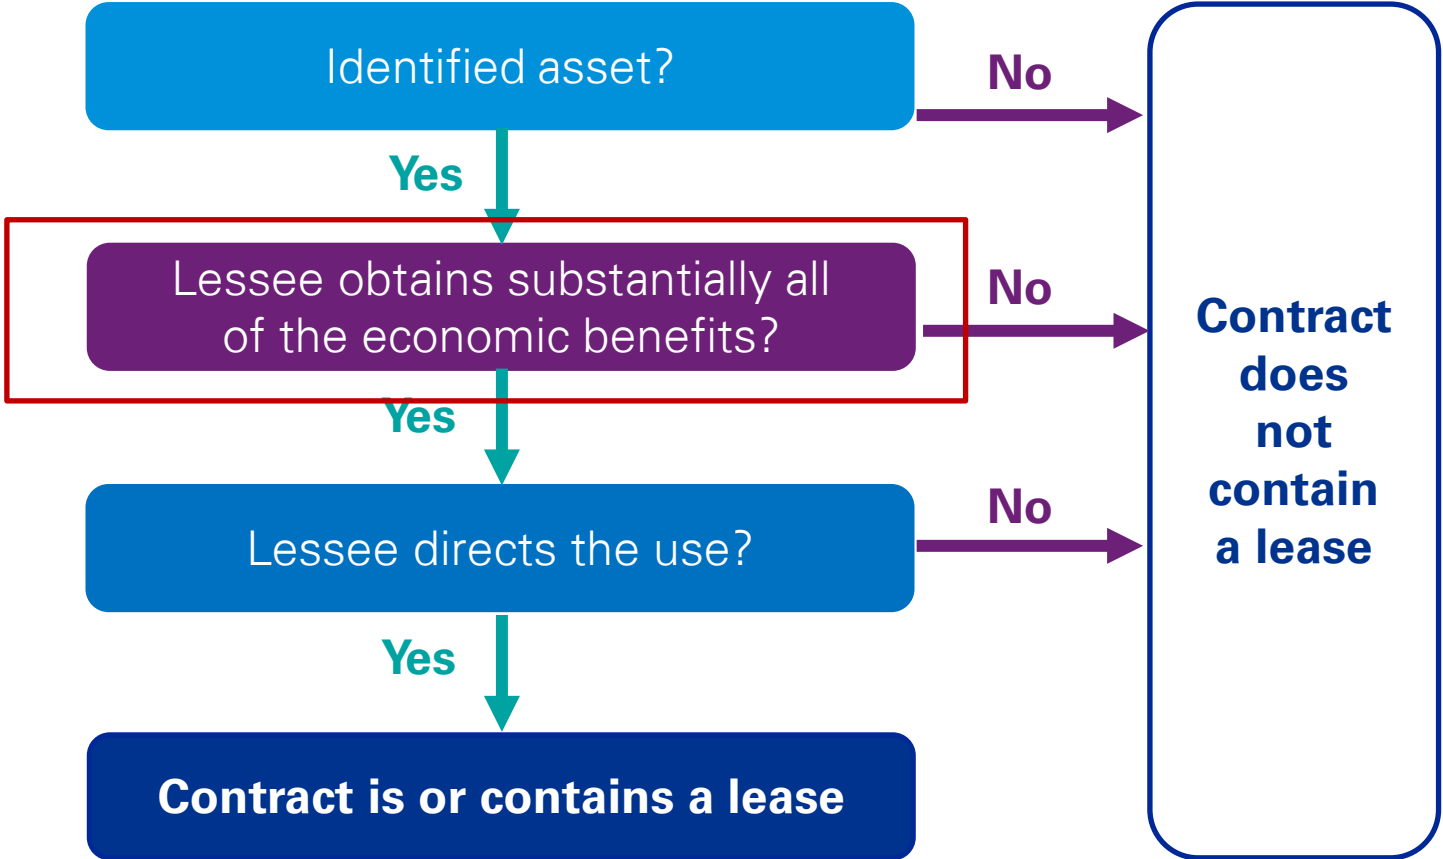 Identified asset?
No
Yes
Lessee obtains substantially all
of the economic benefits?
No
Yes
Lessee directs the use?
No
Yes
Contract is or contains a lease
Contract
does
not
contain
a lease